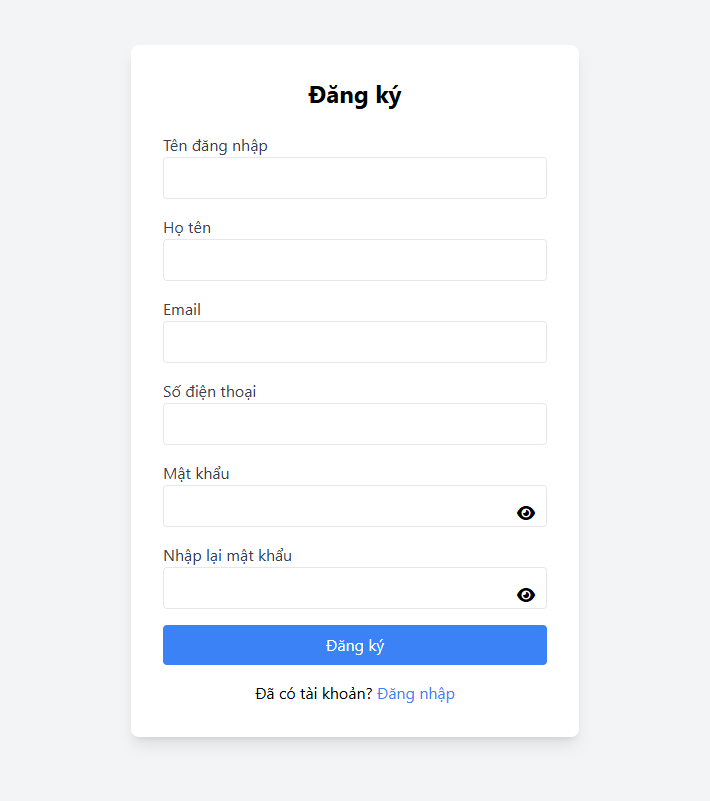 Đăng ký
Tên đăng nhập
Họ tên
Email
Số điện thoại
Mật khẩu
Nhập lại mật khẩu
Đăng ký
Đã có tài khoản? Đăng nhập